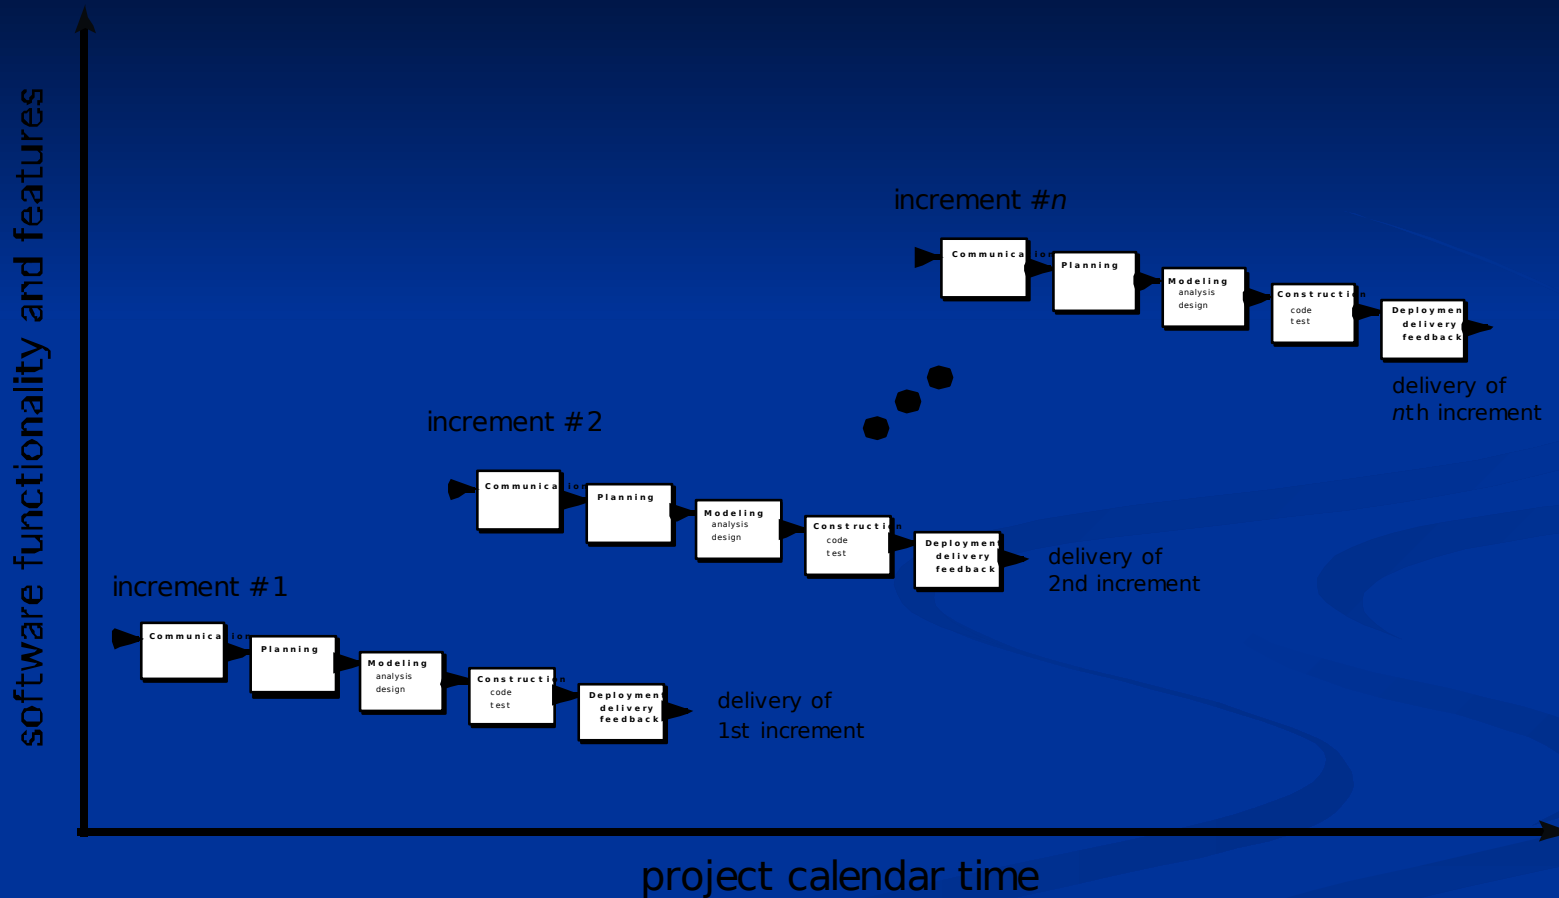 software functionality and features
increment #n
Communication
Planning
Modeling
analysis
design
Construction
code
test
Deployment
delivery
feedback
delivery of
nth increment
increment #2
Communication
Planning
Modeling
analysis
design
Construction
code
test
Deployment
delivery
feedback
delivery of
2nd increment
increment #1
Communication
Planning
Modeling
analysis
design
Construction
code
test
Deployment
delivery
feedback
delivery of
1st increment
project calendar time